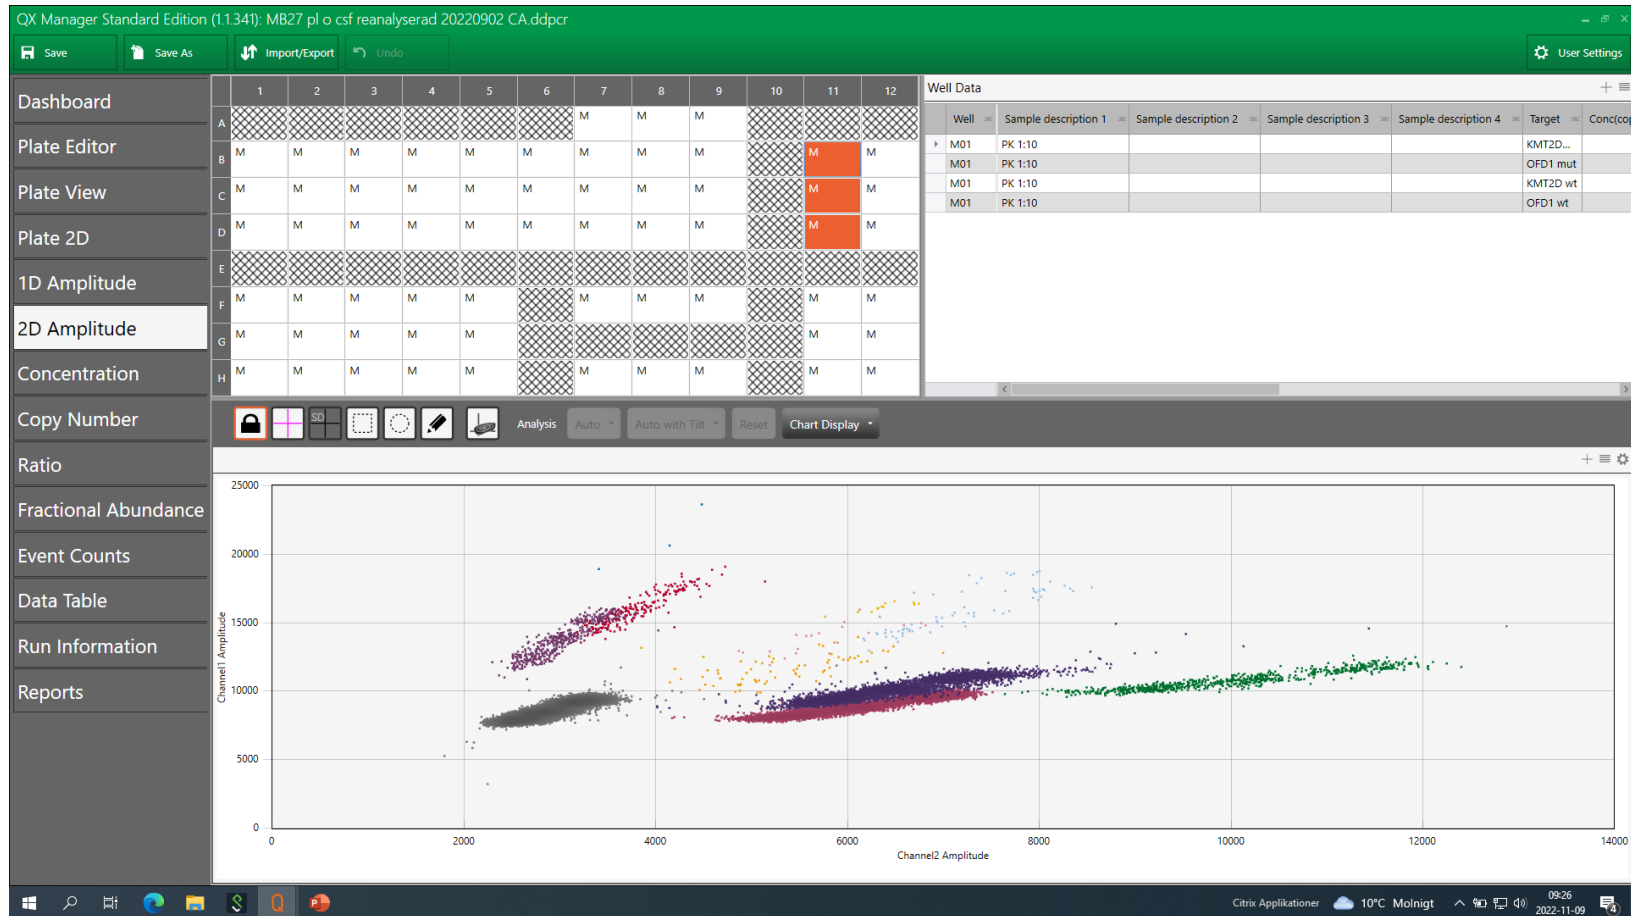 QX Manager Standard Edition (1.1.341): MB27 pl o csf reanalyserad 20220902 CA.ddpcr
Save
Save As
Import/Export
Undo
User Settings
Dashboard
Plate Editor
Plate View
Plate 2D
1D Amplitude
2D Amplitude
Concentration
Copy Number
Ratio
Fractional Abundance
Event Counts
Data Table
Run Information
Reports
1 2 3 4 5 6 7 8 9 10 11 12
A M M M
B M M M M M M M M M M M
C M M M M M M M M M M M
D M M M M M M M M M M M
E
F M M M M M M M M M M
G M M M M M M M
H M M M M M M M M M M
Well Data
Well Sample description 1 Sample description 2 Sample description 3 Sample description 4 Target Conc(cop
M01 PK 1:10 KMT2D...
M01 PK 1:10 OFD1 mut
M01 PK 1:10 KMT2D wt
M01 PK 1:10 OFD1 wt
SD
Analysis
Auto
Auto with Tilt
Reset
Chart Display
25000
20000
15000
10000
5000
0
Channel1 Amplitude
0 2000 4000 6000 8000 10000 12000 14000
Channel2 Amplitude
Citrix Applikationer
10°C Molnigt
09:26
2022-11-09
4